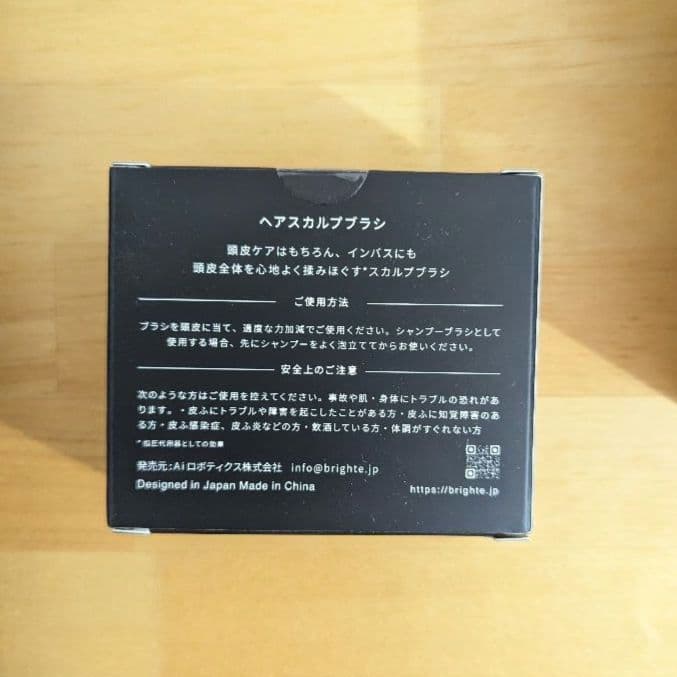 ヘアスカルプブラシ
頭皮ケアはもちろん、インバスにも
頭皮全体を心地よく揉みほぐす*スカルプブラシ
ご使用方法
ブラシを頭皮に当て、適度な力加減でご使用ください。シャンプーブラシとして
使用する場合、先にシャンプーをよく泡立ててからお使いください。
安全上のご注意
次のような方はご使用を控えてください。事故や肌・身体にトラブルの恐れがあ
ります。・皮ふにトラブルや障害を起こしたことがある方・皮ふに知覚障害のあ
る方・皮ふ感染症、皮ふ炎などの方・飲酒している方・体調がすぐれない方
*指圧代用器としての効果
発売元:Aiロボティクス株式会社 info@brighte.jp
Designed in Japan Made in China
https://brighte.jp